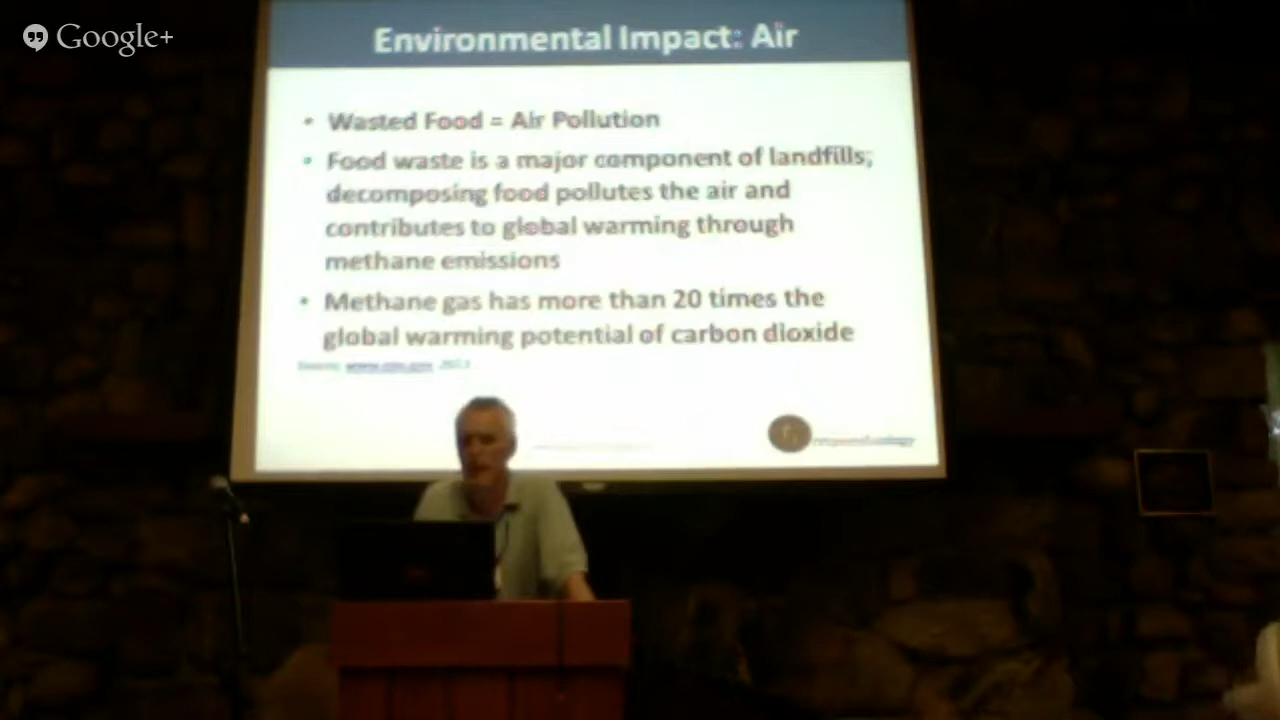 Google+
Environmental Impact: Air
• Wasted Food = Air Pollution
• Food waste is a major component of landfills;
decomposing food pollutes the air and
contributes to global warming through
methane emissions
• Methane gas has more than 20 times the
global warming potential of carbon dioxide